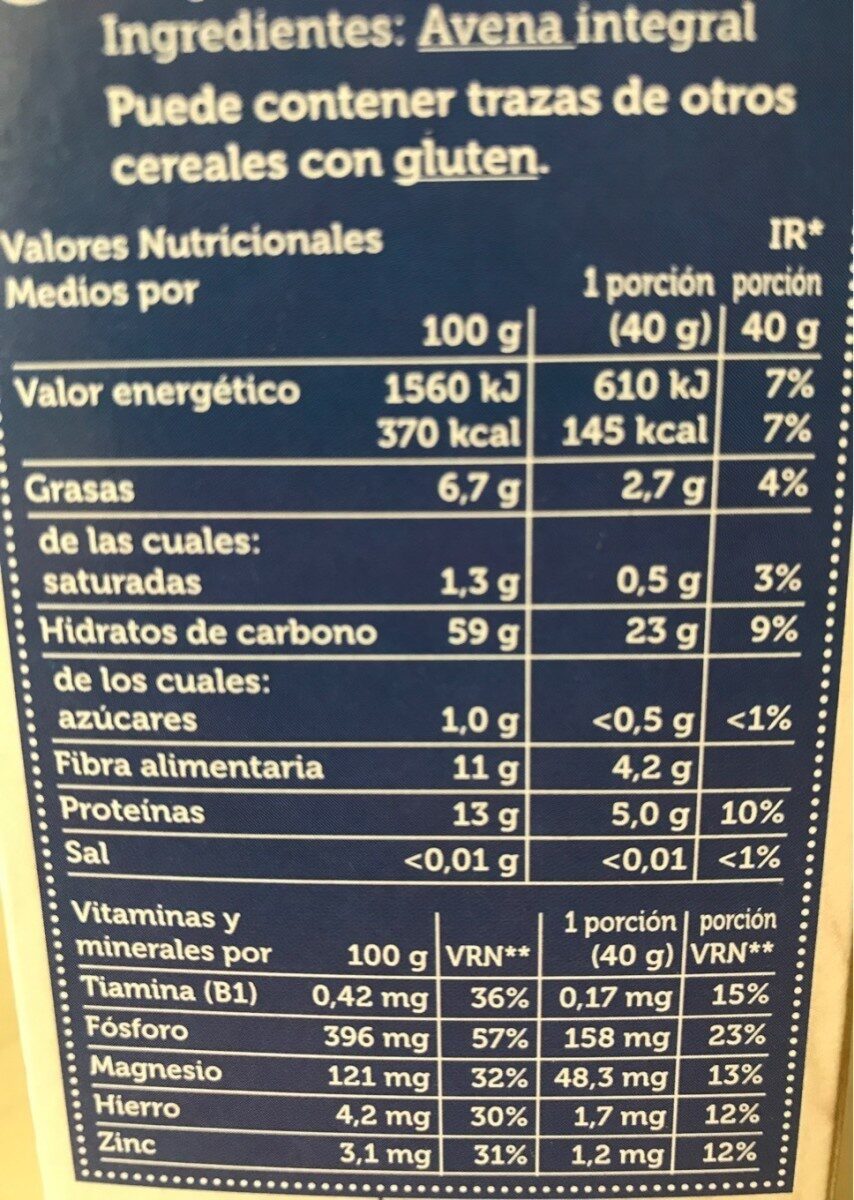 Ingredientes: Avena integral
Puede contener trazas de otros
cereales con gluten.
Valores Nutricionales IR*
Medios por 1 porción porción
100 g (40 g) 40 g
Valor energético 1560 kJ 610 kJ 7%
370 kcal 145 kcal 7%
Grasas 6,7 g 2,7 g 4%
de las cuales:
saturadas 1,3 g 0,5 g 3%
Hidratos de carbono 59 g 23 g 9%
de los cuales:
azúcares 1,0 g <0,5 g <1%
Fibra alimentaria 11 g 4,2 g
Proteínas 13 g 5,0 g 10%
Sal <0,01 g <0,01 <1%
Vitaminas y 1 porción porción
minerales por 100 g VRN** (40 g) VRN**
Tiamina (B1) 0,42 mg 36% 0,17 mg 15%
Fósforo 396 mg 57% 158 mg 23%
Magnesio 121 mg 32% 48,3 mg 13%
Hierro 4,2 mg 30% 1,7 mg 12%
Zinc 3,1 mg 31% 1,2 mg 12%